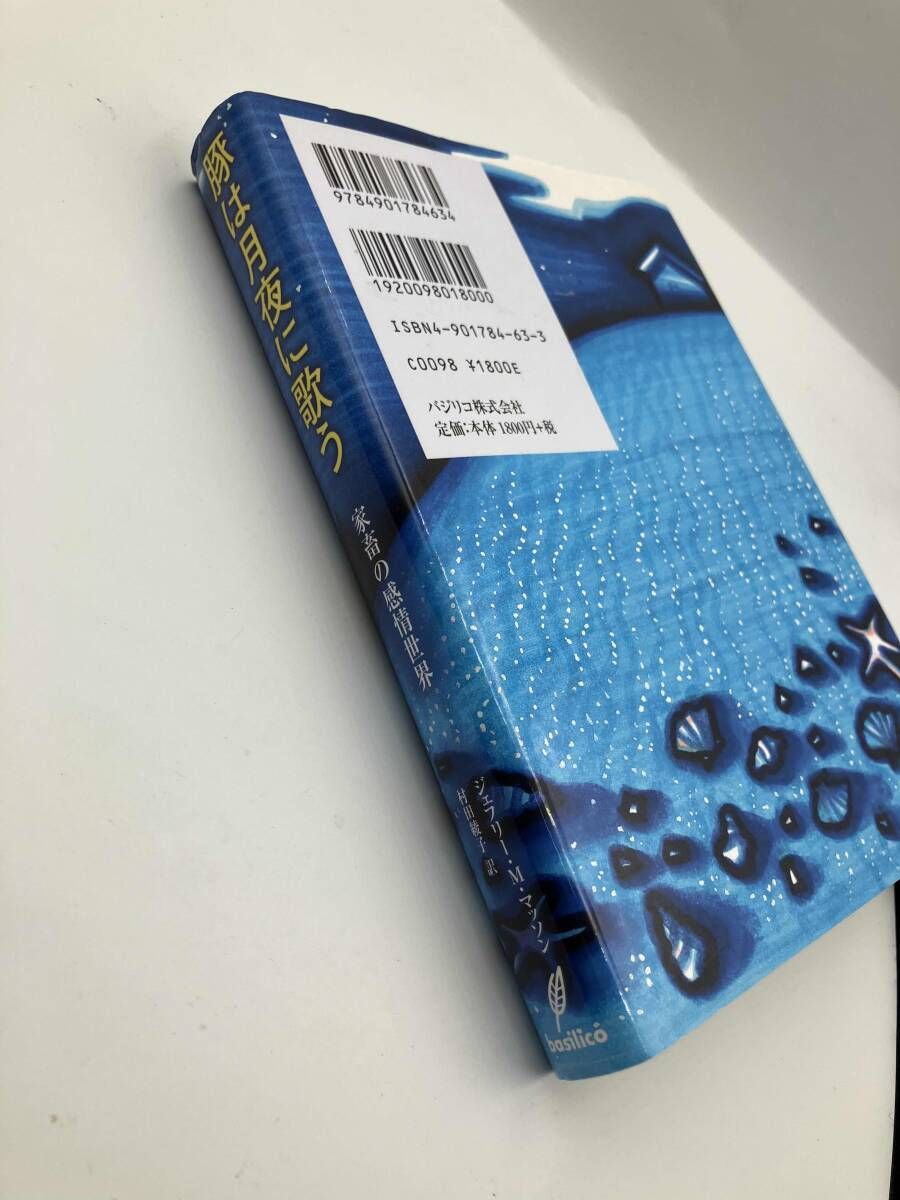 豚は月夜に歌う
家畜の感情世界
ジェフリー・M・マッソン
村田綾子 訳
basilico
9784901784634
1920098018000
ISBN4-901784-63-3
C0098 ¥1800E
バジリコ株式会社
定価:本体1800円+税